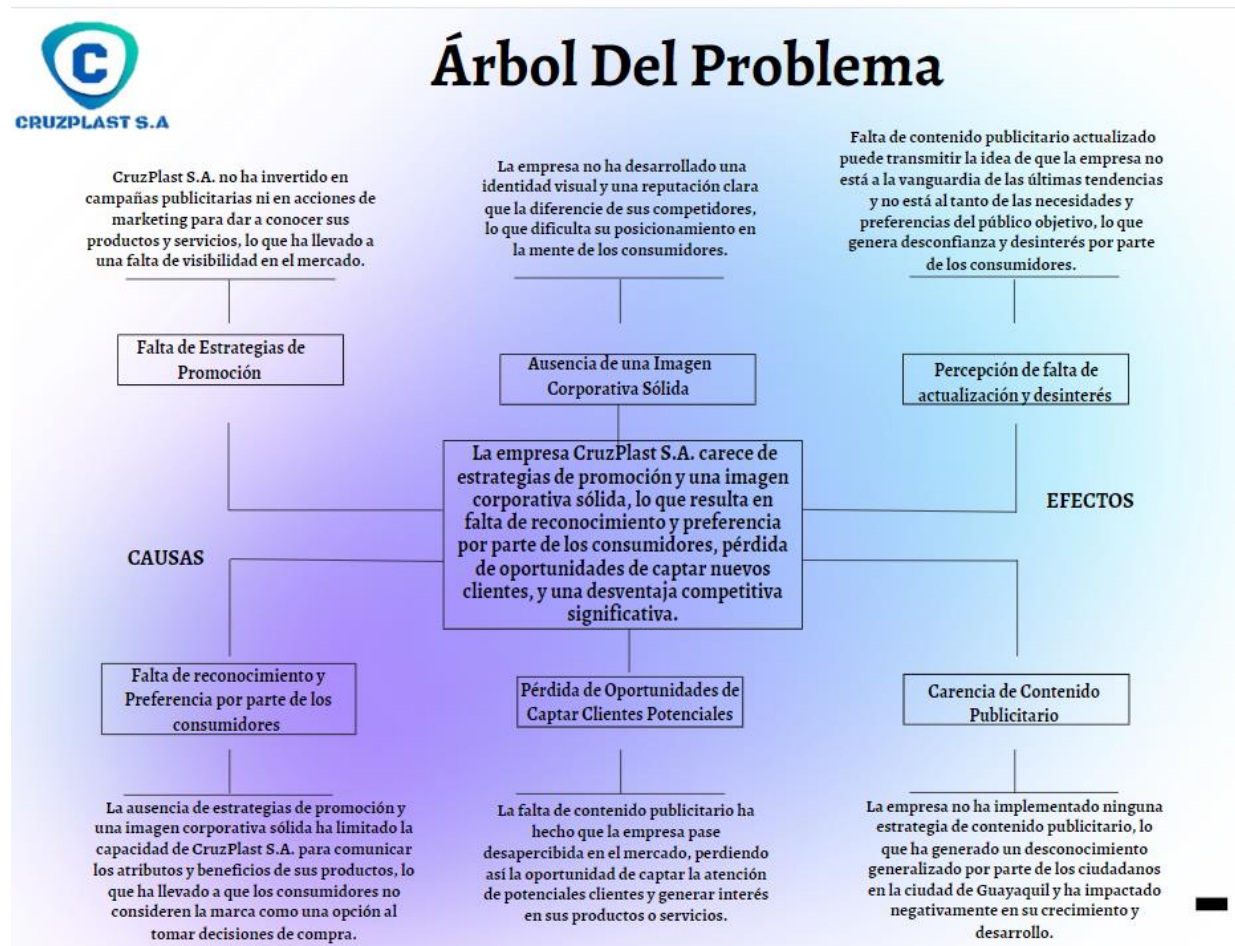 Árbol Del Problema
C
CRUZPLAST S.A
CruzPlast S.A. no ha invertido en
campañas publicitarias ni en acciones de
marketing para dar a conocer sus
productos y servicios, lo que ha llevado a
una falta de visibilidad en el mercado.
La empresa no ha desarrollado una
identidad visual y una reputación clara
que la diferencie de sus competidores,
lo que dificulta su posicionamiento en
la mente de los consumidores.
Falta de contenido publicitario actualizado
puede transmitir la idea de que la empresa no
está a la vanguardia de las últimas tendencias
y no está al tanto de las necesidades y
preferencias del público objetivo, lo que
genera desconfianza y desinterés por parte
de los consumidores.
Falta de Estrategias de
Promoción
Ausencia de una Imagen
Corporativa Sólida
Percepción de falta de
actualización y desinterés
La empresa CruzPlast S.A. carece de
estrategias de promoción y una imagen
corporativa sólida, lo que resulta en
falta de reconocimiento y preferencia
por parte de los consumidores, pérdida
de oportunidades de captar nuevos
clientes, y una desventaja competitiva
significativa.
EFECTOS
CAUSAS
Falta de reconocimiento y
Preferencia por parte de los
consumidores
Pérdida de Oportunidades de
Captar Clientes Potenciales
Carencia de Contenido
Publicitario
La ausencia de estrategias de promoción y
una imagen corporativa sólida ha limitado la
capacidad de CruzPlast S.A. para comunicar
los atributos y beneficios de sus productos, lo
que ha llevado a que los consumidores no
consideren la marca como una opción al
tomar decisiones de compra.
La falta de contenido publicitario ha
hecho que la empresa pase
desapercibida en el mercado, perdiendo
así la oportunidad de captar la atención
de potenciales clientes y generar interés
en sus productos o servicios.
La empresa no ha implementado ninguna
estrategia de contenido publicitario, lo
que ha generado un desconocimiento
generalizado por parte de los ciudadanos
en la ciudad de Guayaquil y ha impactado
negativamente en su crecimiento y
desarrollo.